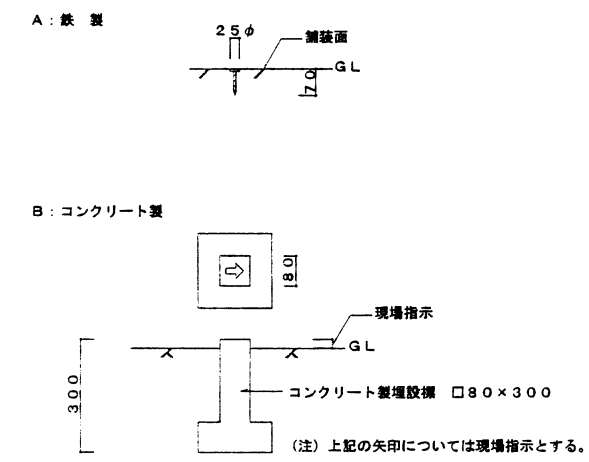 A：鉄　製
25φ
舗装面
GL
70
B：コンクリート製
80
現場指示
GL
300
コンクリート製埋設標　□80×300
（注）上記の矢印については現場指示とする。